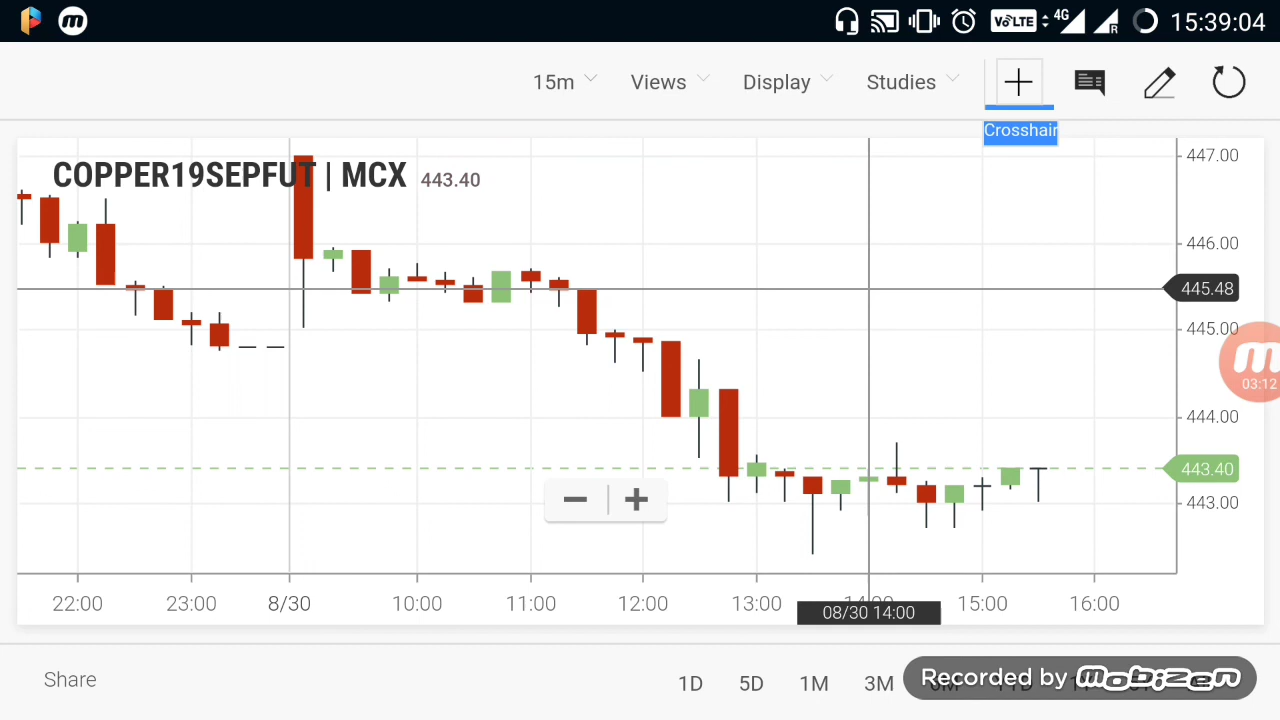 4G
VoLTE R 15:39:04
15m Views Display Studies
Crosshair
COPPER19SEPFUT | MCX 443.40
447.00
446.00
445.48
445.00
03:12
444.00
443.40
443.00
22:00 23:00 8/30 10:00 11:00 12:00 13:00 15:00 16:00
08/30 14:00
Share 1D 5D 1M 3M
Recorded by mobizen